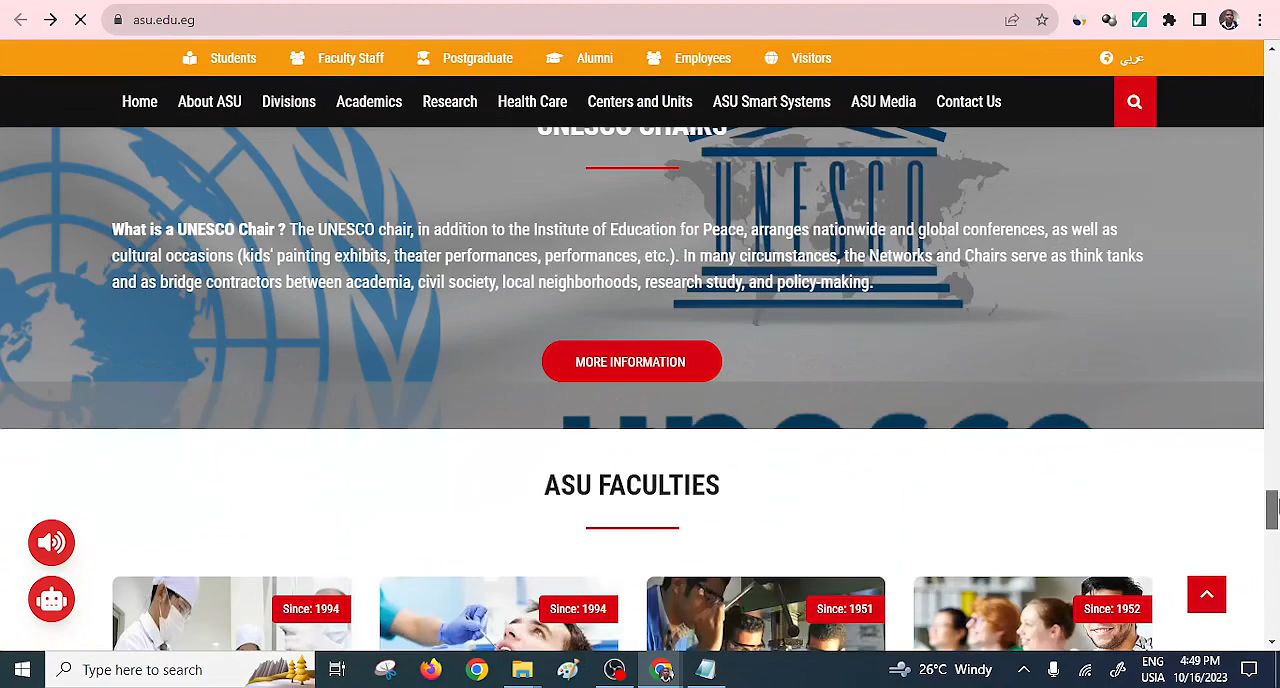 asu.edu.eg
Students Faculty Staff Postgraduate Alumni Employees Visitors عربي
Home About ASU Divisions Academics Research Health Care Centers and Units ASU Smart Systems ASU Media Contact Us
UNESCO CHAIRS
UNESCO
What is a UNESCO Chair ? The UNESCO chair, in addition to the Institute of Education for Peace, arranges nationwide and global conferences, as well as
cultural occasions (kids' painting exhibits, theater performances, performances, etc.). In many circumstances, the Networks and Chairs serve as think tanks
and as bridge contractors between academia, civil society, local neighborhoods, research study, and policy-making.
MORE INFORMATION
unesco
ASU FACULTIES
Since: 1994 Since: 1994 Since: 1951 Since: 1952
Type here to search 26°C Windy ENG 4:49 PM
USIA 10/16/2023